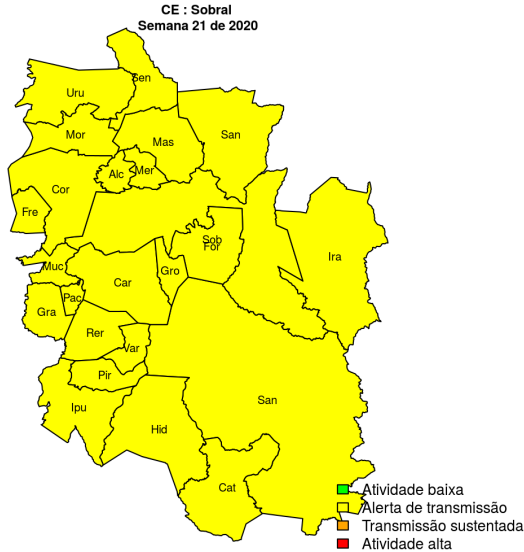 CE : Sobral
Semana 21 de 2020
Sen
Uru
Mor
Mas
San
Alc
Mer
Cor
Fre
Sob
For
Muc
Gro
Ira
Car
Pac
Gra
Rer
Var
Pir
Ipu
San
Hid
Cat
Atividade baixa
Alerta de transmissão
Transmissão sustentada
Atividade alta